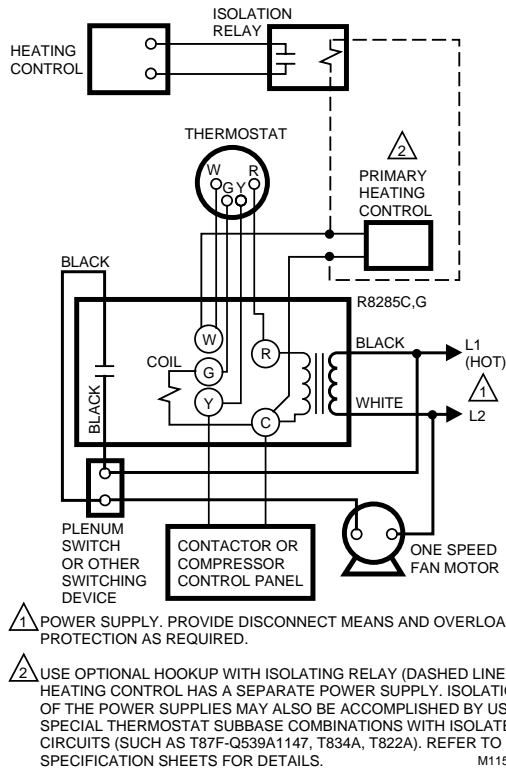 ISOLATION
RELAY
HEATING
CONTROL
THERMOSTAT
W
G
Y
R
2
PRIMARY
HEATING
CONTROL
BLACK
R8285C,G
W
BLACK
L1
(HOT)
COIL
R
G
1
Y
WHITE
L2
BLACK
C
PLENUM
SWITCH
OR OTHER
SWITCHING
DEVICE
CONTACTOR OR
COMPRESSOR
CONTROL PANEL
ONE SPEED
FAN MOTOR
1 POWER SUPPLY. PROVIDE DISCONNECT MEANS AND OVERLOA
PROTECTION AS REQUIRED.
2 USE OPTIONAL HOOKUP WITH ISOLATING RELAY (DASHED LINE
HEATING CONTROL HAS A SEPARATE POWER SUPPLY. ISOLATI
OF THE POWER SUPPLIES MAY ALSO BE ACCOMPLISHED BY US
SPECIAL THERMOSTAT SUBBASE COMBINATIONS WITH ISOLATE
CIRCUITS (SUCH AS T87F-Q539A1147, T834A, T822A). REFER TO
SPECIFICATION SHEETS FOR DETAILS. M115